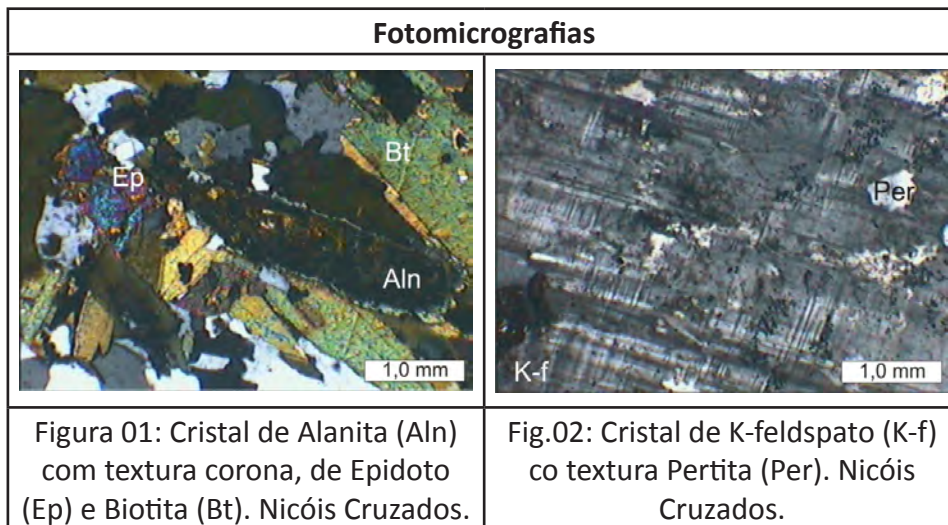 Fotomicrografias
Ep
Bt
Aln
1,0 mm
Per
K-f
1,0 mm
Figura 01: Cristal de Alanita (Aln)
com textura corona, de Epidoto
(Ep) e Biotita (Bt). Nicóis Cruzados.
Fig.02: Cristal de K-feldspato (K-f)
co textura Pertita (Per). Nicóis
Cruzados.